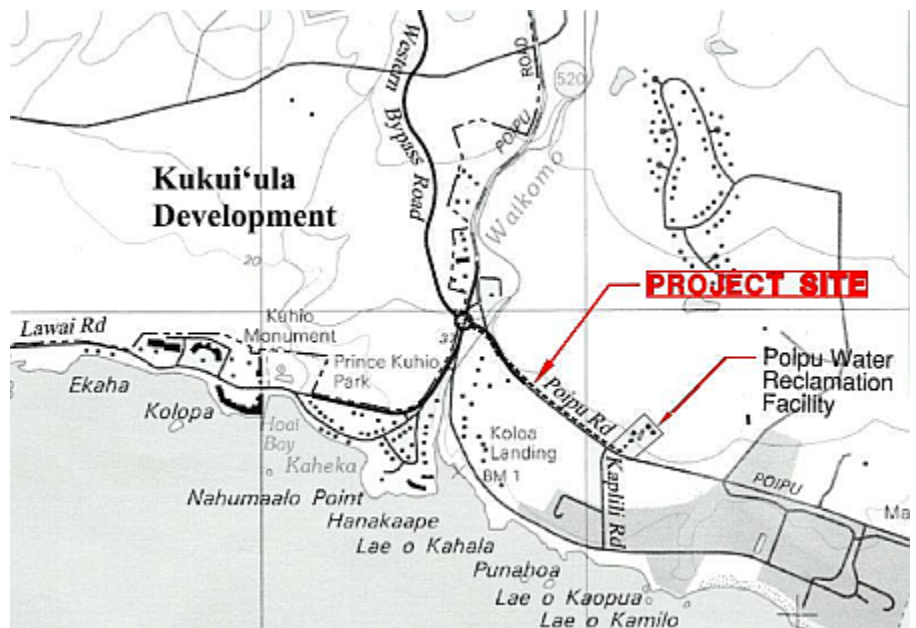 Western Bypass Road
ROAD
520
POIPU
Waikomo
Kukui‘ula
Development
20
PROJECT SITE
Lawai Rd
Kuhio
Monument
Prince Kuhio
Park
Poipu Water
Reclamation
Facility
Ekaha
Kolopa
Hoai
Bay
Kaheka
Poipu Rd
Koloa
Landing
BM 1
Kapili Rd
POIPU
Nahumaalo Point
Hanakaape
Lae o Kahala
Punahoa
Lae o Kaopua
Lae o Kamilo